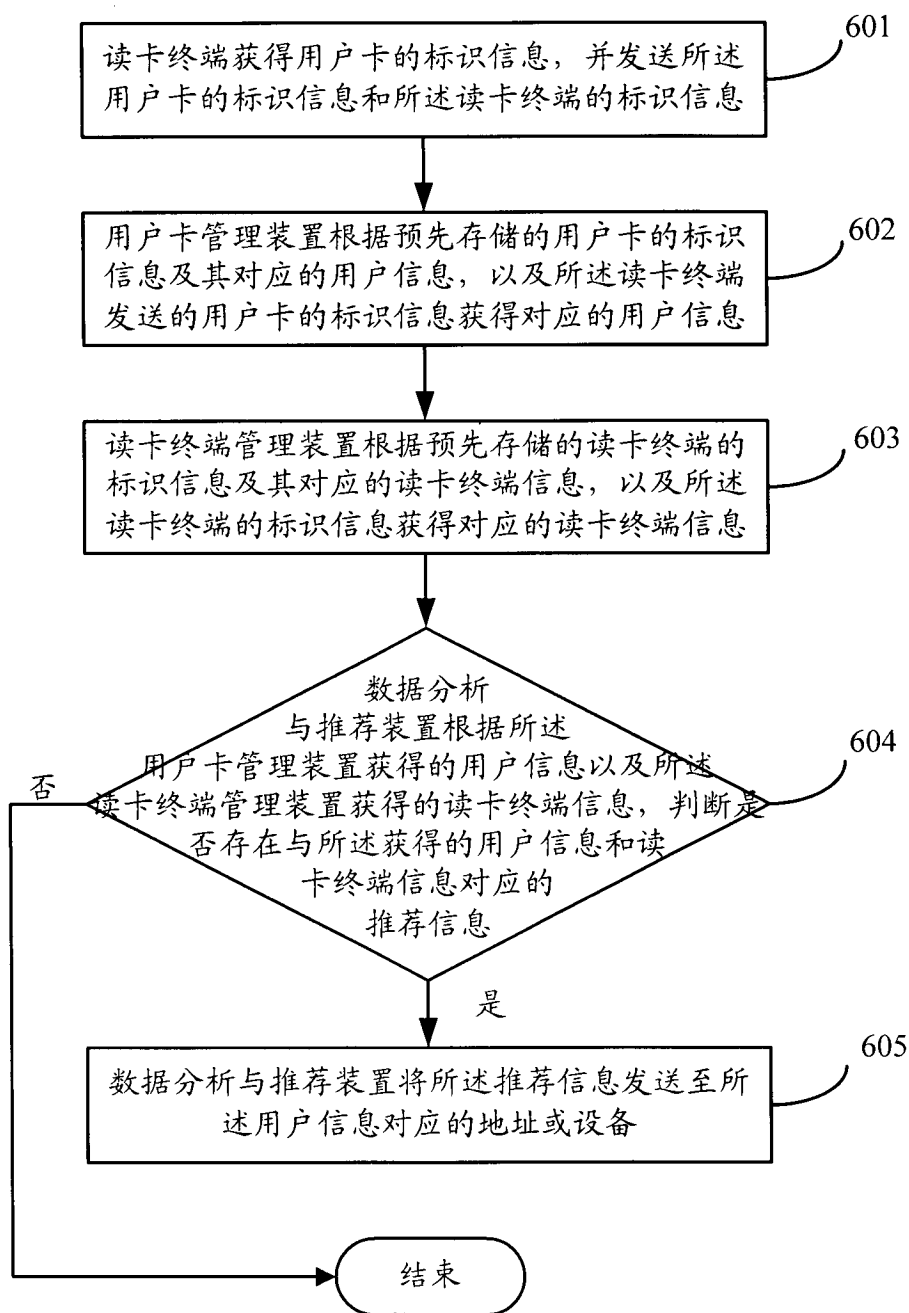 601
读卡终端获得用户卡的标识信息，并发送所述
用户卡的标识信息和所述读卡终端的标识信息
602
用户卡管理装置根据预先存储的用户卡的标识
信息及其对应的用户信息，以及所述读卡终端
发送的用户卡的标识信息获得对应的用户信息
603
读卡终端管理装置根据预先存储的读卡终端的
标识信息及其对应的读卡终端信息，以及所述
读卡终端的标识信息获得对应的读卡终端信息
604
数据分析
与推荐装置根据所述
用户卡管理装置获得的用户信息以及所述
读卡终端管理装置获得的读卡终端信息，判断是
否存在与所述获得的用户信息和读
卡终端信息对应的
推荐信息
否
是
605
数据分析与推荐装置将所述推荐信息发送至所
述用户信息对应的地址或设备
结束